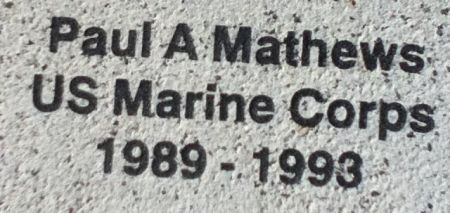 Paul A Mathews
US Marine Corps
1989 - 1993